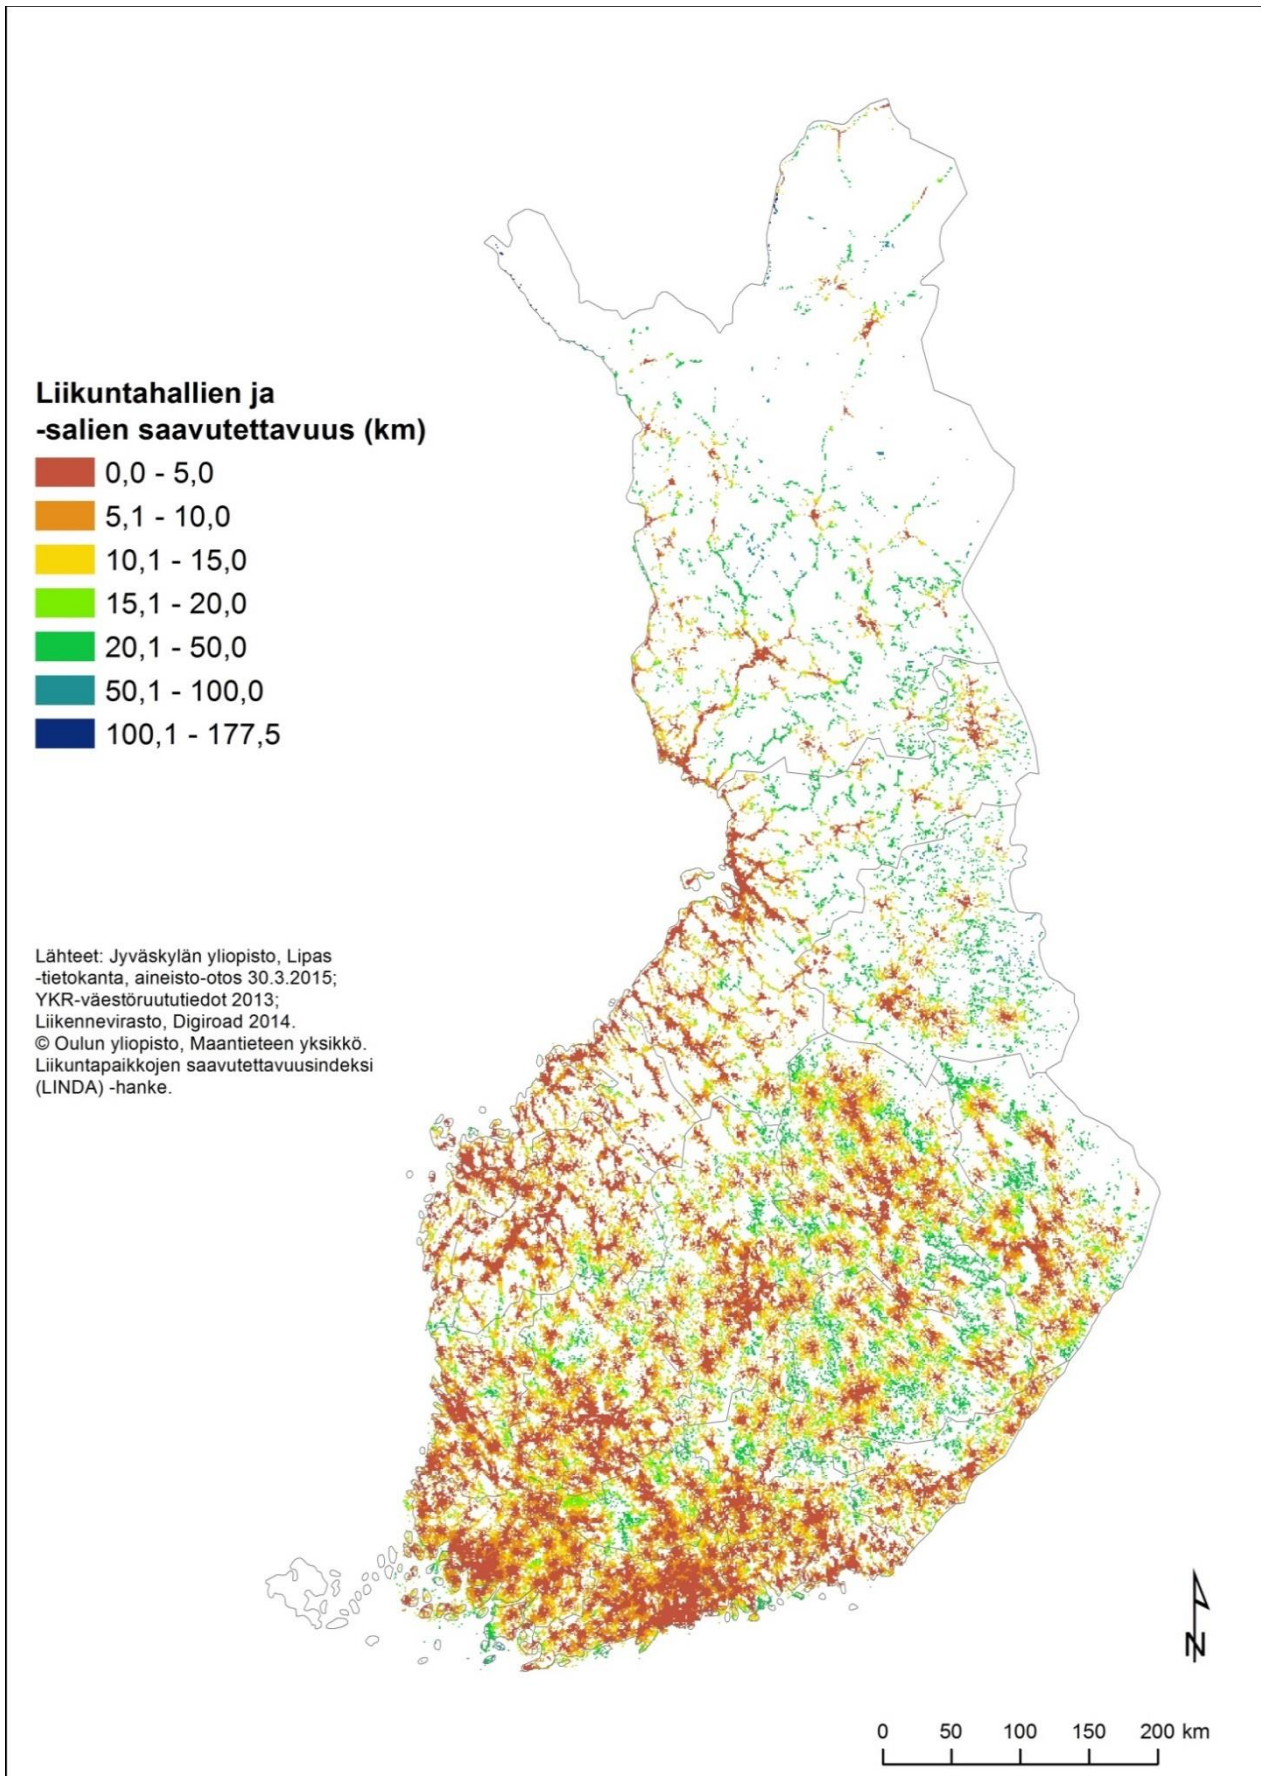 Liikuntahallien ja
-salien saavutettavuus (km)
0,0 - 5,0
5,1 - 10,0
10,1 - 15,0
15,1 - 20,0
20,1 - 50,0
50,1 - 100,0
100,1 - 177,5
Lähteet: Jyväskylän yliopisto, Lipas
-tietokanta, aineisto-otos 30.3.2015;
YKR-väestöruututiedot 2013;
Liikennevirasto, Digiroad 2014.
© Oulun yliopisto, Maantieteen yksikkö.
Liikuntapaikkojen saavutettavuusindeksi
(LINDA) -hanke.
N
0 50 100 150 200 km